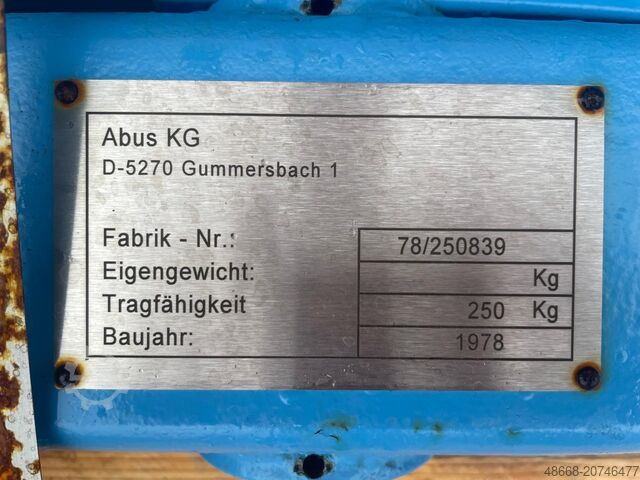 Abus KG
D-5270 Gummersbach 1
Fabrik - Nr.: 78/250839
Eigengewicht: Kg
Tragfähigkeit 250 Kg
Baujahr: 1978
48668-20746477